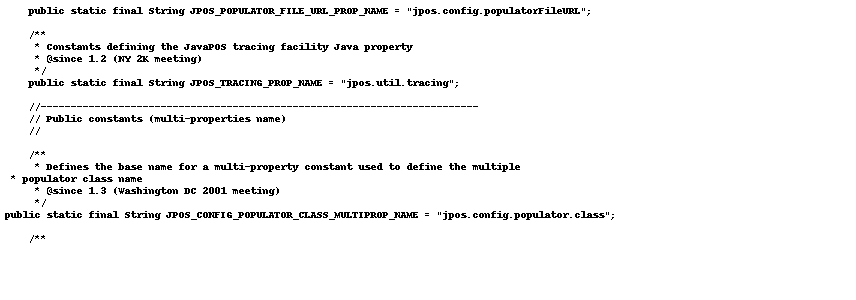 public static final String JPOS_POPULATOR_FILE_URL_PROP_NAME = "jpos.config.populatorFileURL";
/**
* Constants defining the JavaPOS tracing facility Java property
* @since 1.2 (NY 2K meeting)
*/
public static final String JPOS_TRACING_PROP_NAME = "jpos.util.tracing";
//-------------------------------------------------------------------------
// Public constants (multi-properties name)
//
/**
* Defines the base name for a multi-property constant used to define the multiple
* populator class name
* @since 1.3 (Washington DC 2001 meeting)
*/
public static final String JPOS_CONFIG_POPULATOR_CLASS_MULTIPROP_NAME = "jpos.config.populator.class";
/**